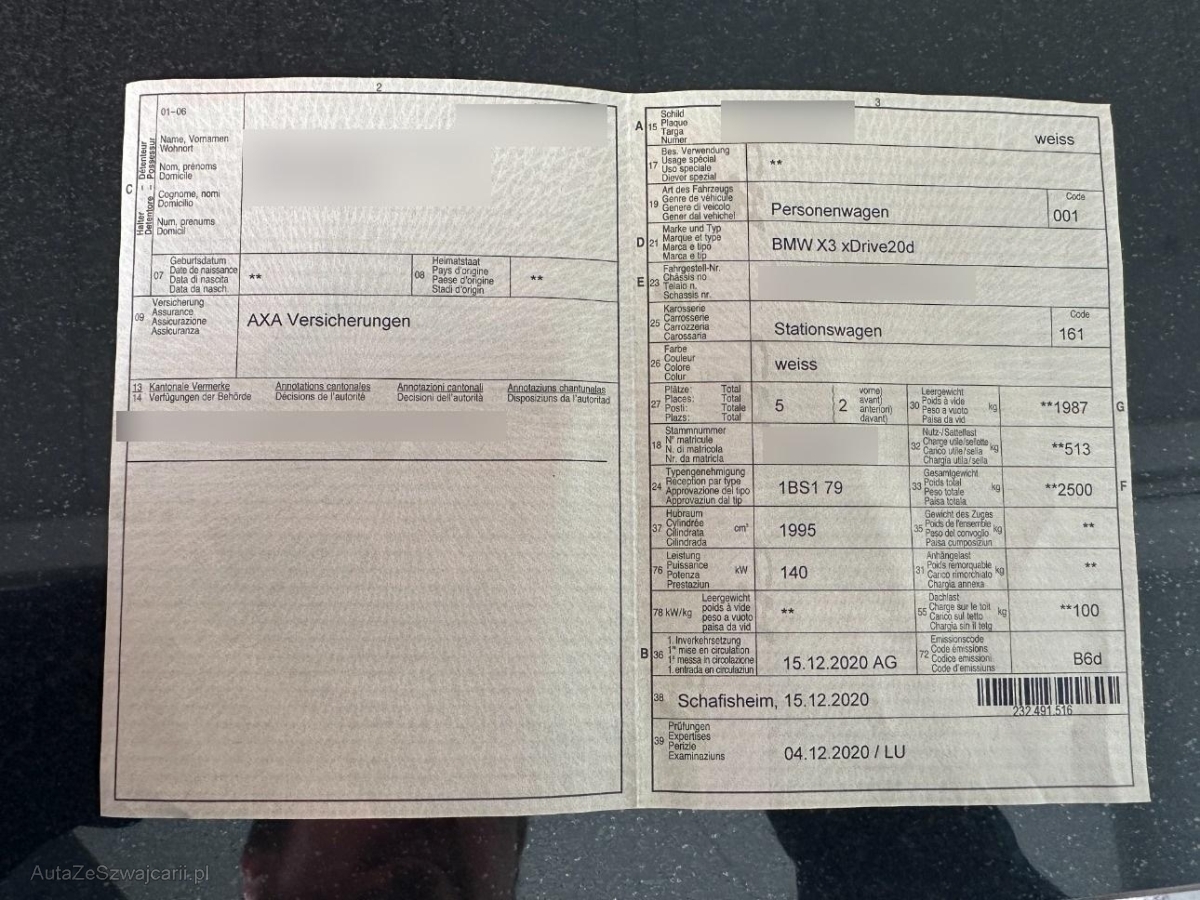 2
01–06
C
Halter – Détenteur
Detentore – Possessur
Name, Vornamen
Wohnort
Nom, prénoms
Domicile
Cognome, nomi
Domicilio
Num, prenums
Domicil
07
Geburtsdatum
Date de naissance
Data di nascita
Data da nasch.
**
08
Heimatstaat
Pays d'origine
Paese d'origine
Stadi d'origin
**
09
Versicherung
Assurance
Assicurazione
Assicuranza
AXA Versicherungen
13 Kantonale Vermerke Annotations cantonales Annotazioni cantonali Annotaziuns chantunalas
14 Verfügungen der Behörde Décisions de l'autorité Decisioni dell'autorità Disposiziuns da l'autoritad
3
A 15
Schild
Plaque
Targa
Numer
weiss
17
Bes. Verwendung
Usage spécial
Uso speciale
Diever spezial
**
19
Art des Fahrzeugs
Genre de véhicule
Genere di veicolo
Gener dal vehichel
Personenwagen
Code
001
D 21
Marke und Typ
Marque et type
Marca e tipo
Marca e tip
BMW X3 xDrive20d
E 23
Fahrgestell-Nr.
Châssis no
Telaio n.
Schassis nr.
25
Karosserie
Carrosserie
Carrozzeria
Carossaria
Stationswagen
Code
161
26
Farbe
Couleur
Colore
Colur
weiss
27
Plätze: Total
Places: Total
Posti: Totale
Plazs: Total
5
2
vorne)
avant)
anteriori)
davant)
30
Leergewicht
Poids à vide
Peso a vuoto
Paisa da vid
kg
**1987
G
18
Stammnummer
N° matricule
N. di matricola
Nr. da matricla
32
Nutz-/Sattellast
Charge utile/sellette
Carico utile/sella
Chargia utila/sella
kg
**513
24
Typengenehmigung
Réception par type
Approvazione del tipo
Approvaziun dal tip
1BS1 79
33
Gesamtgewicht
Poids total
Peso totale
Paisa totala
kg
**2500
F
37
Hubraum
Cylindrée
Cilindrata
Cilindrada
cm³
1995
35
Gewicht des Zuges
Poids de l'ensemble
Peso del convoglio
Paisa cumposiziun
kg
**
76
Leistung
Puissance
Potenza
Prestaziun
kW
140
31
Anhängelast
Poids remorquable
Carico rimorchiato
Chargia annexa
kg
**
78 kW/kg
Leergewicht
poids à vide
peso a vuoto
paisa da vid
**
55
Dachlast
Charge sur le toit
Carico sul tetto
Chargia sin il tetg
kg
**100
B 36
1. Inverkehrsetzung
1re mise en circulation
1a messa in circolazione
1. entrada en circulaziun
15.12.2020 AG
72
Emissionscode
Code émissions
Codice emissioni
Code d'emissiuns
B6d
38
Schafisheim, 15.12.2020
232.491.516
39
Prüfungen
Expertises
Perizie
Examinaziuns
04.12.2020 / LU
AutaZeSzwajcarii.pl